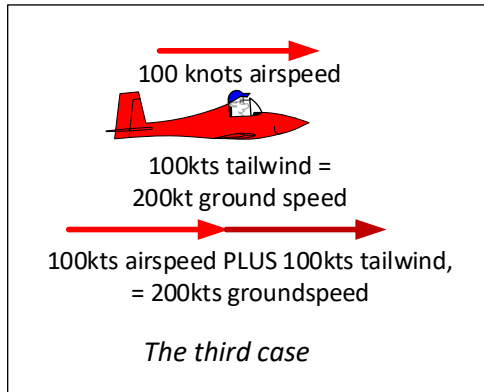 100 knots airspeed
100kts tailwind =
200kt ground speed
100kts airspeed PLUS 100kts tailwind,
= 200kts groundspeed
The third case